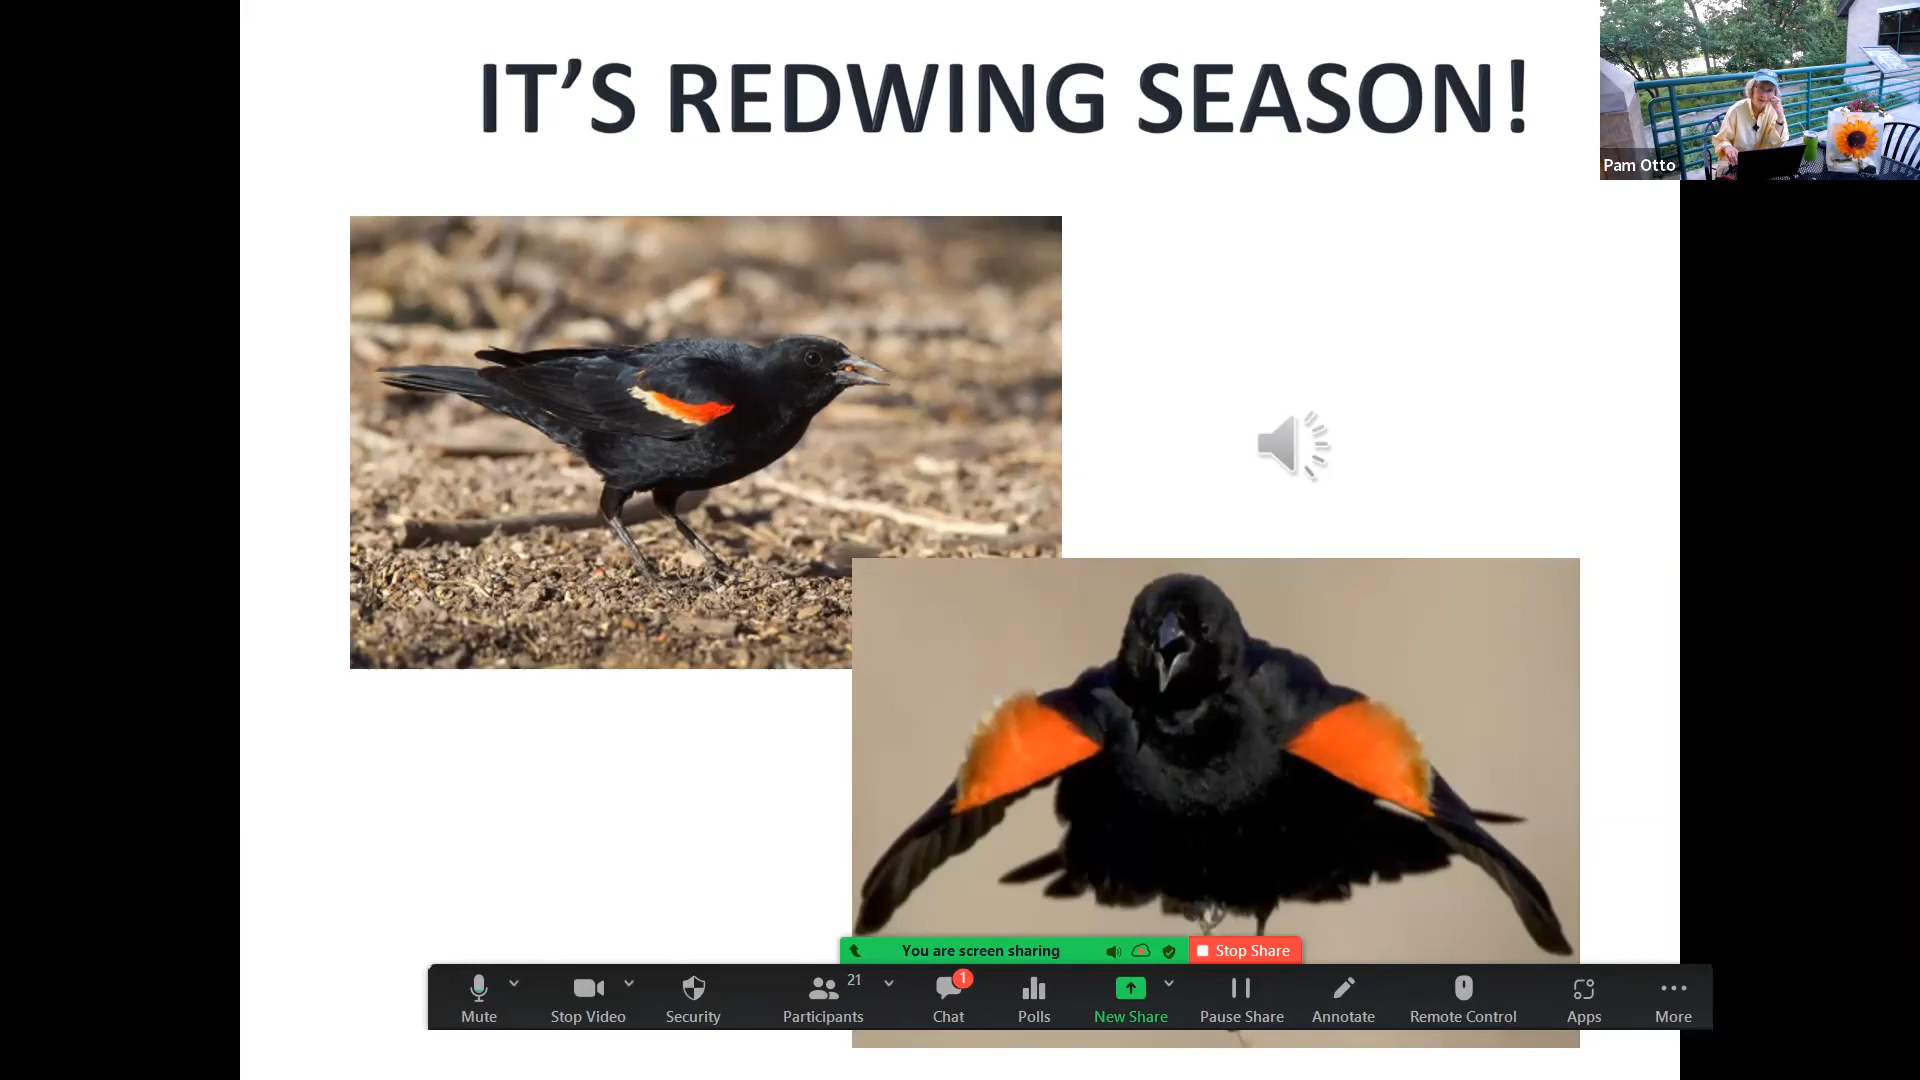 IT’S REDWING SEASON!
Pam Otto
You are screen sharing
Stop Share
Mute
Stop Video
Security
21
Participants
1
Chat
Polls
New Share
Pause Share
Annotate
Remote Control
Apps
More